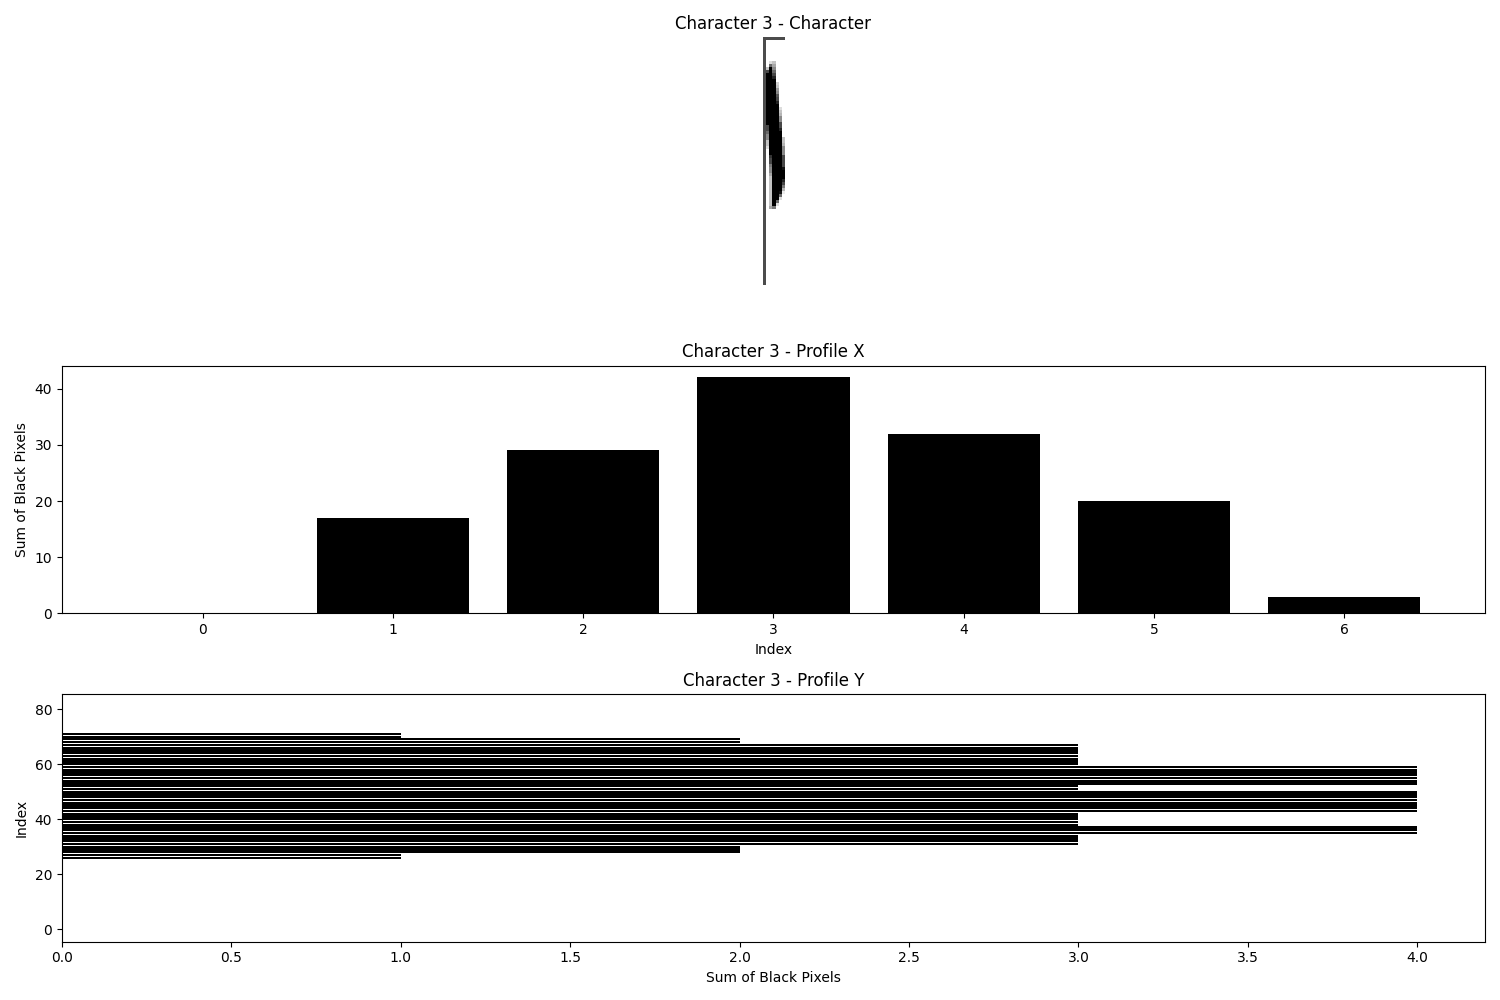 Character 3 - Character
Character 3 - Profile X
40
30
20
10
0
Sum of Black Pixels
0 1 2 3 4 5 6
Index
Character 3 - Profile Y
80
60
40
20
0
Index
0.0 0.5 1.0 1.5 2.0 2.5 3.0 3.5 4.0
Sum of Black Pixels